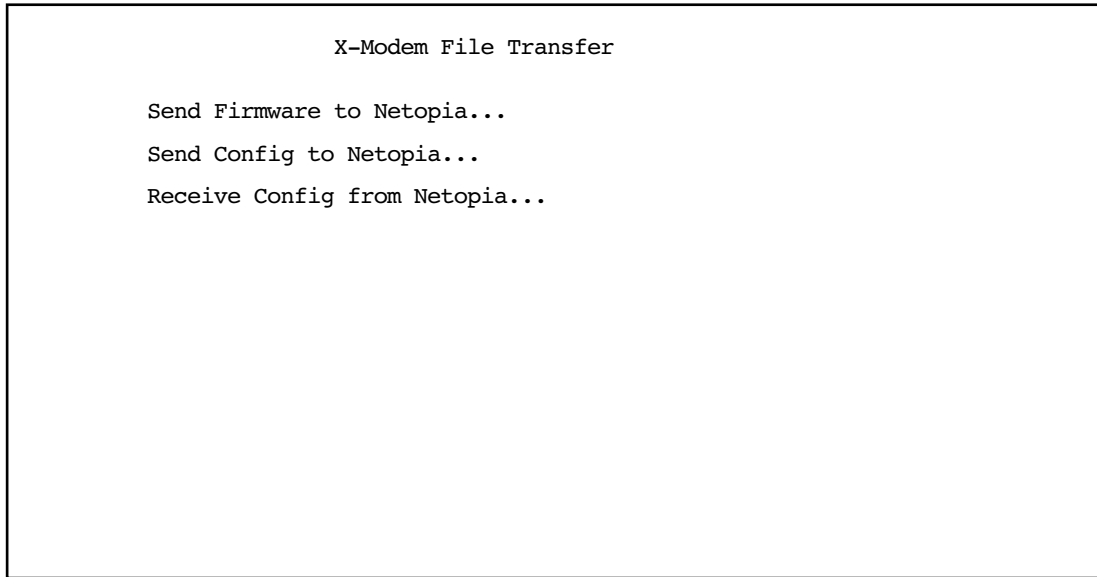 X-Modem File Transfer
Send Firmware to Netopia...
Send Config to Netopia...
Receive Config from Netopia...